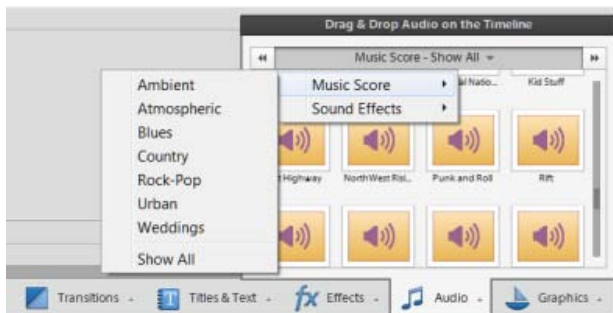 Drag & Drop Audio on the Timeline
Music Score - Show All
Music Score
Sound Effects
Ambient
Atmospheric
Blues
Country
Rock-Pop
Urban
Weddings
Show All
Kid Stuff
Highway NorthWest Risi... Punk and Roll Rift
Transitions Titles & Text fx Effects Audio Graphics